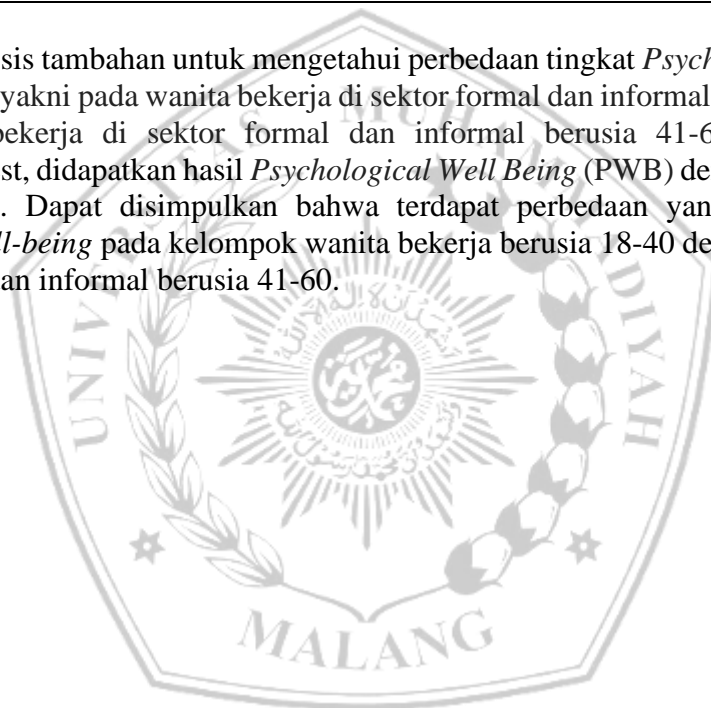 sis tambahan untuk mengetahui perbedaan tingkat Psych
yakni pada wanita bekerja di sektor formal dan informal
bekerja di sektor formal dan informal berusia 41-6
st, didapatkan hasil Psychological Well Being (PWB) de
. Dapat disimpulkan bahwa terdapat perbedaan yan
ll-being pada kelompok wanita bekerja berusia 18-40 de
an informal berusia 41-60.
UNIVERSITAS MUHAMMADIYAH
MALANG